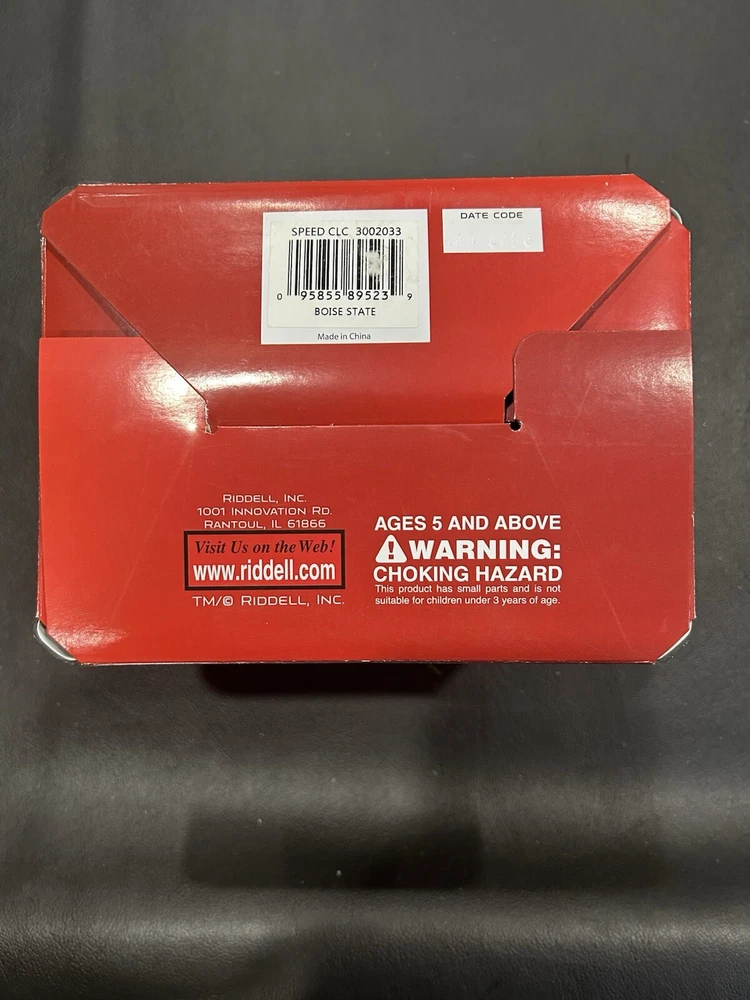 SPEED CLC 3002033
0 95855 89523 9
BOISE STATE
Made in China
DATE CODE
RIDDELL, INC.
1001 INNOVATION RD.
RANTOUL, IL 61866
Visit Us on the Web!
www.riddell.com
TM/© RIDDELL, INC.
AGES 5 AND ABOVE
WARNING:
CHOKING HAZARD
This product has small parts and is not
suitable for children under 3 years of age.